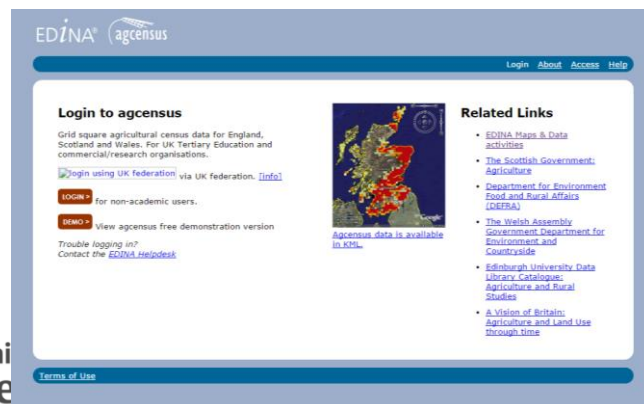 EDINA® agcensus
Login About Access Help
Login to agcensus
Grid square agricultural census data for England,
Scotland and Wales. For UK Tertiary Education and
commercial/research organisations.
login using UK federation via UK federation. [info]
LOGIN > for non-academic users.
DEMO > View agcensus free demonstration version
Trouble logging in?
Contact the EDINA Helpdesk
Google
Agcensus data is available
in KML.
Related Links
EDINA Maps & Data
activities
The Scottish Government:
Agriculture
Department for Environment
Food and Rural Affairs
(DEFRA)
The Welsh Assembly
Government Department for
Environment and
Countryside
Edinburgh University Data
Library Catalogue:
Agriculture and Rural
Studies
A Vision of Britain:
Agriculture and Land Use
through time
Terms of Use